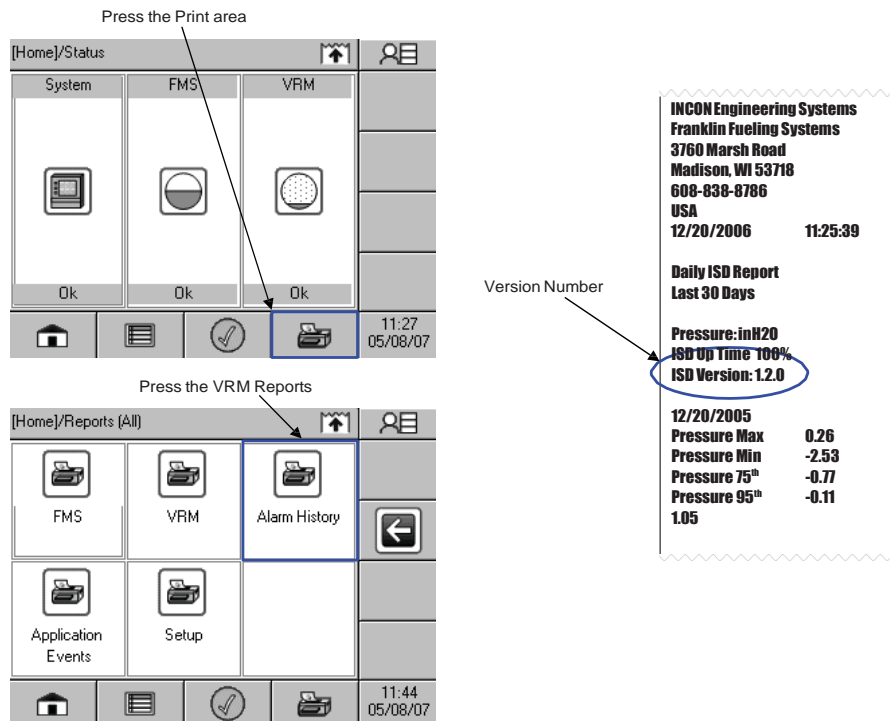 Press the Print area
[Home]/Status
System FMS VRM
Ok Ok Ok
11:27
05/08/07
Press the VRM Reports
[Home]/Reports (All)
FMS VRM Alarm History
Application Events Setup
11:44
05/08/07
Version Number
INCON Engineering Systems
Franklin Fueling Systems
3760 Marsh Road
Madison, WI 53718
608-838-8786
USA
12/20/2006 11:25:39
Daily ISD Report
Last 30 Days
Pressure: inH2O
ISD Up Time 100%
ISD Version: 1.2.0
12/20/2005
Pressure Max 0.26
Pressure Min -2.53
Pressure 75th -0.77
Pressure 95th -0.11
1.05